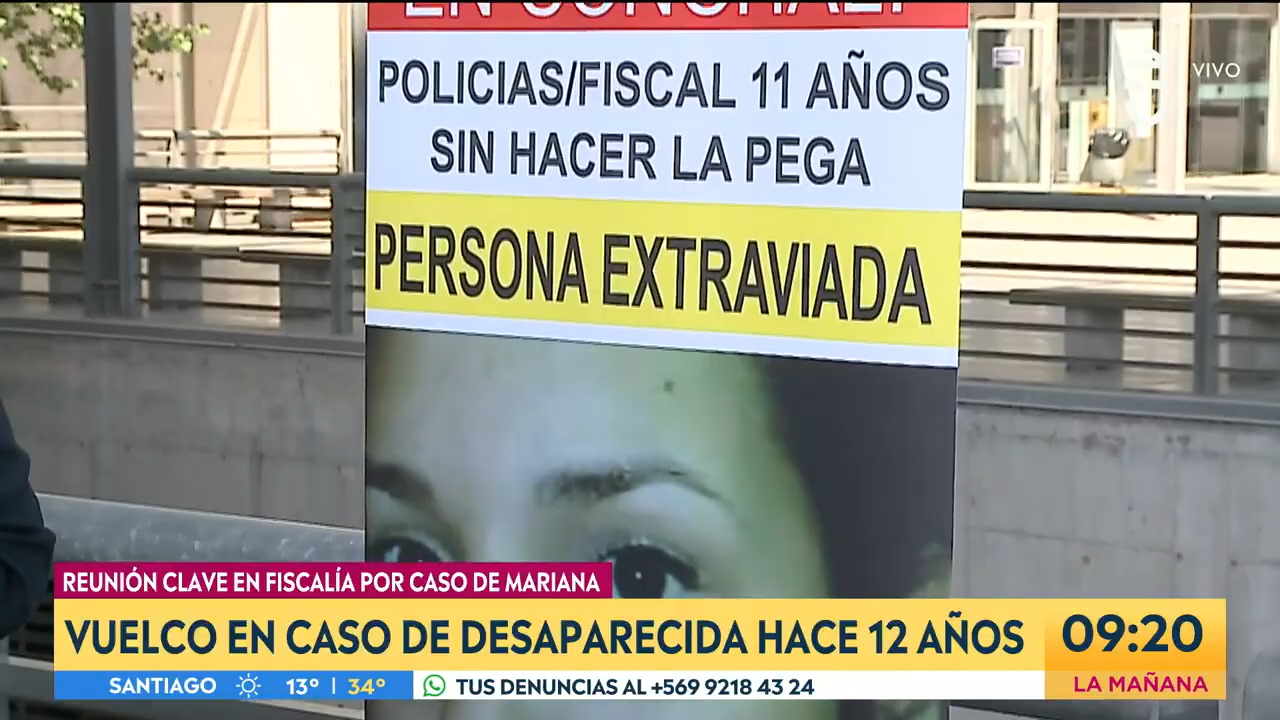 EN CONCHALÍ
POLICIAS/FISCAL 11 AÑOS
SIN HACER LA PEGA
PERSONA EXTRAVIADA
VIVO
REUNIÓN CLAVE EN FISCALÍA POR CASO DE MARIANA
VUELCO EN CASO DE DESAPARECIDA HACE 12 AÑOS
09:20
LA MAÑANA
SANTIAGO 13° | 34° TUS DENUNCIAS AL +569 9218 43 24